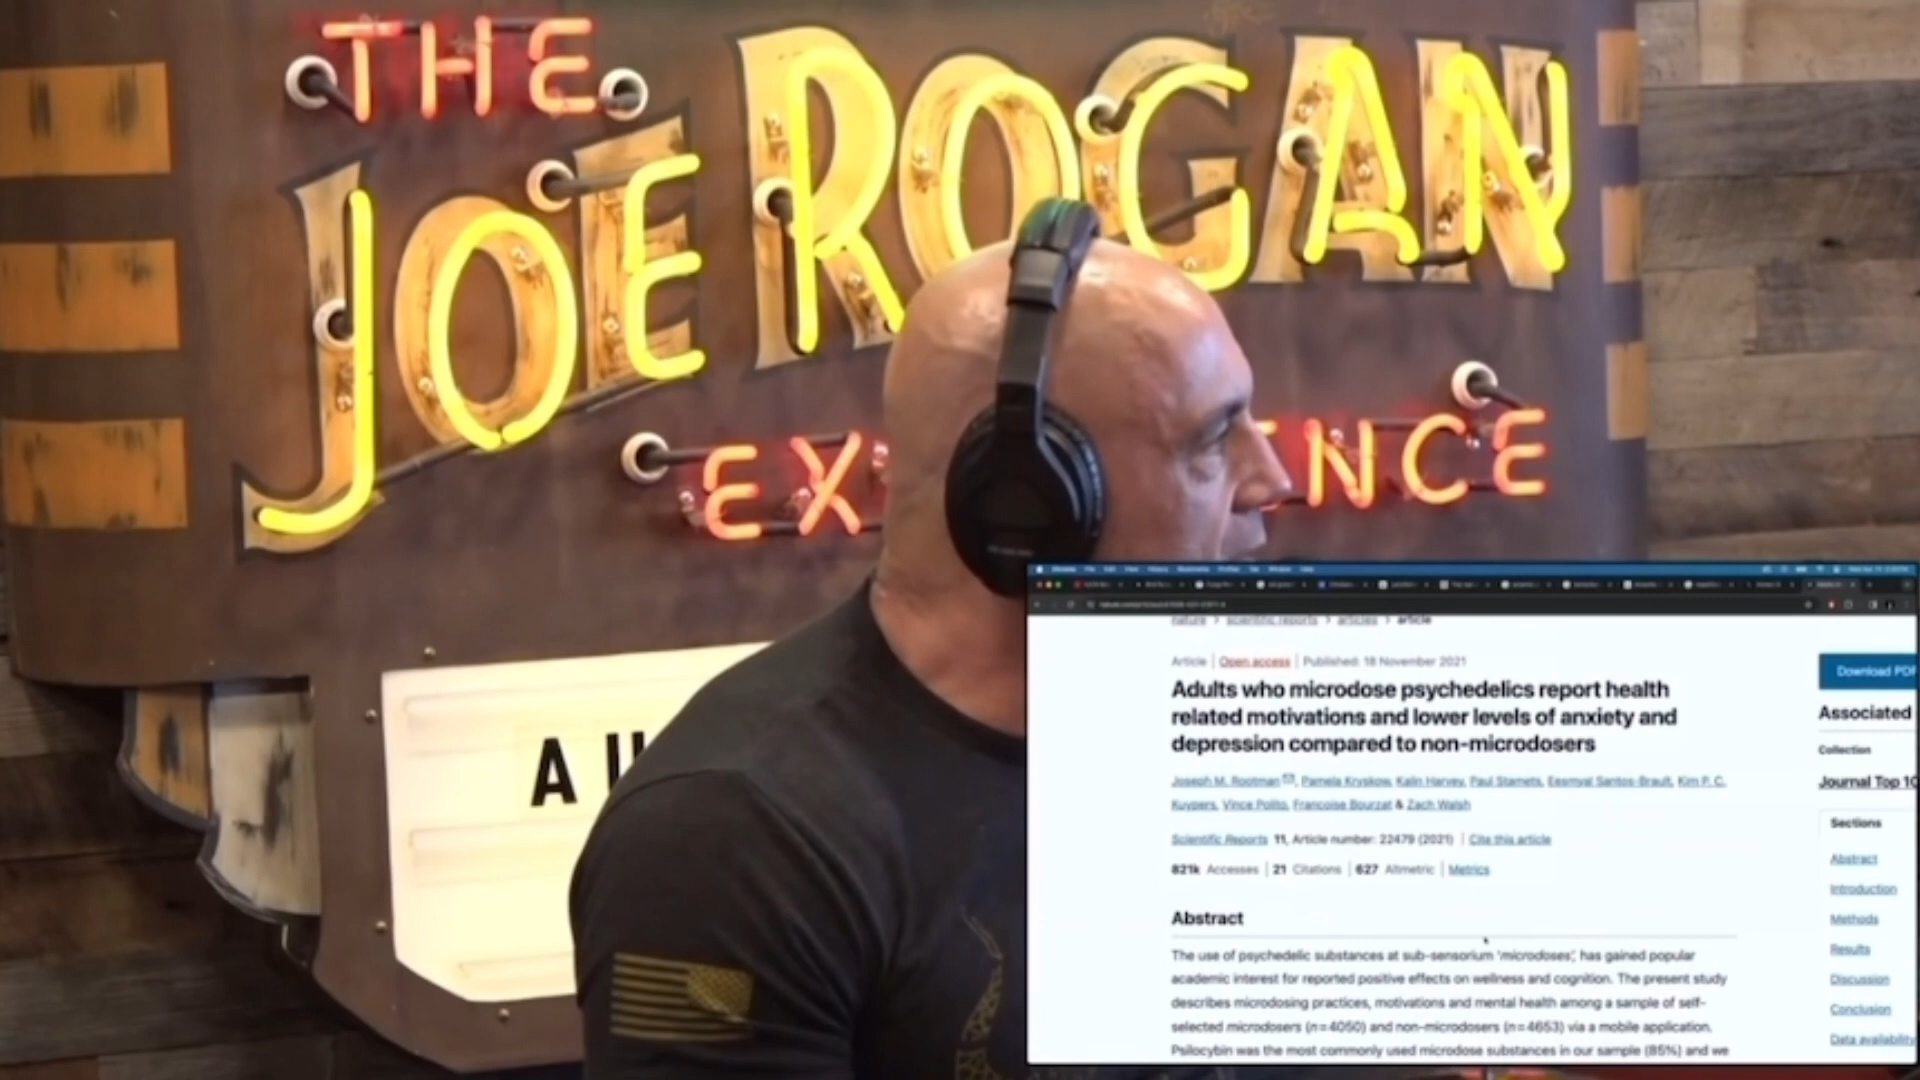 THE
JOE ROGAN
EX NCE
A
nature > scientific reports > articles > article
Article | Open access | Published: 18 November 2021
Adults who microdose psychedelics report health
related motivations and lower levels of anxiety and
depression compared to non-microdosers
Joseph M. Rootman, Pamela Kryskow, Kalin Harvey, Paul Stamets, Eesmyal Santos-Brault, Kim P. C.
Kuypers, Vince Polito, Francoise Bourzat & Zach Walsh
Scientific Reports 11, Article number: 22479 (2021) | Cite this article
821k Accesses | 21 Citations | 627 Altmetric | Metrics
Abstract
The use of psychedelic substances at sub-sensorium 'microdoses', has gained popular
academic interest for reported positive effects on wellness and cognition. The present study
describes microdosing practices, motivations and mental health among a sample of self-
selected microdosers (n=4050) and non-microdosers (n=4653) via a mobile application.
Psilocybin was the most commonly used microdose substances in our sample (85%) and we
Download PDF
Associated
Collection
Journal Top 10
Sections
Abstract
Introduction
Methods
Results
Discussion
Conclusion
Data availability